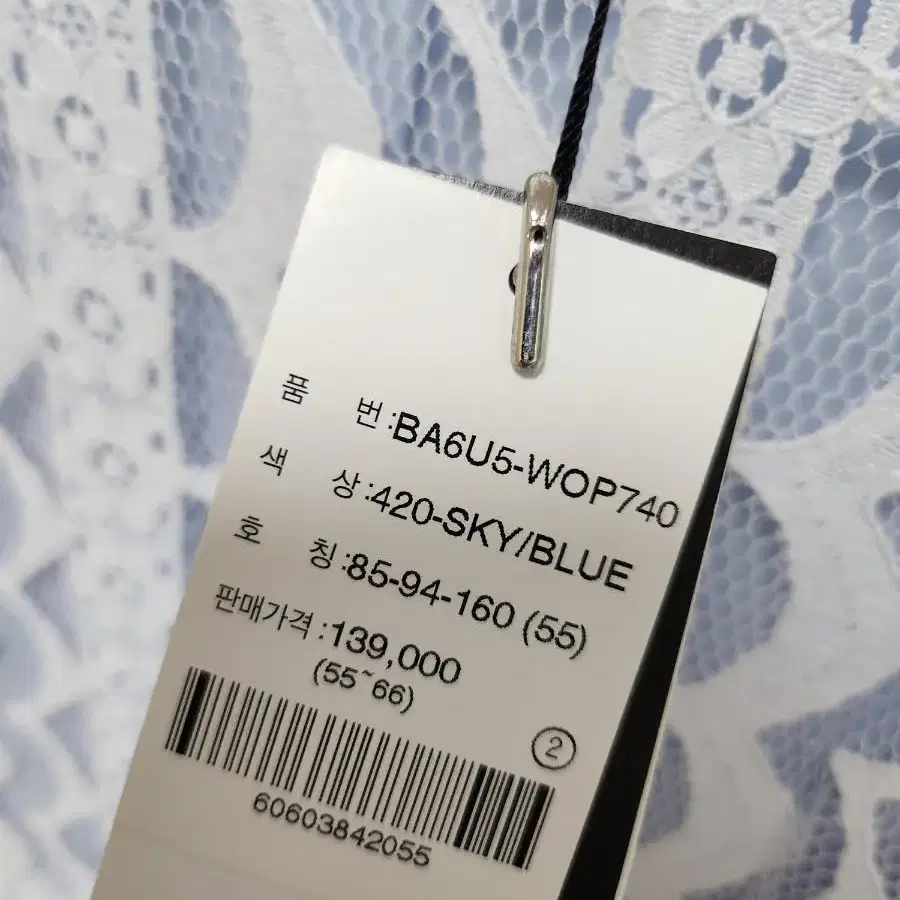 품 번:BA6U5-WOP740
색 상:420-SKY/BLUE
호 칭:85-94-160 (55)
판매가격:139,000
(55~66)
②
60603842055